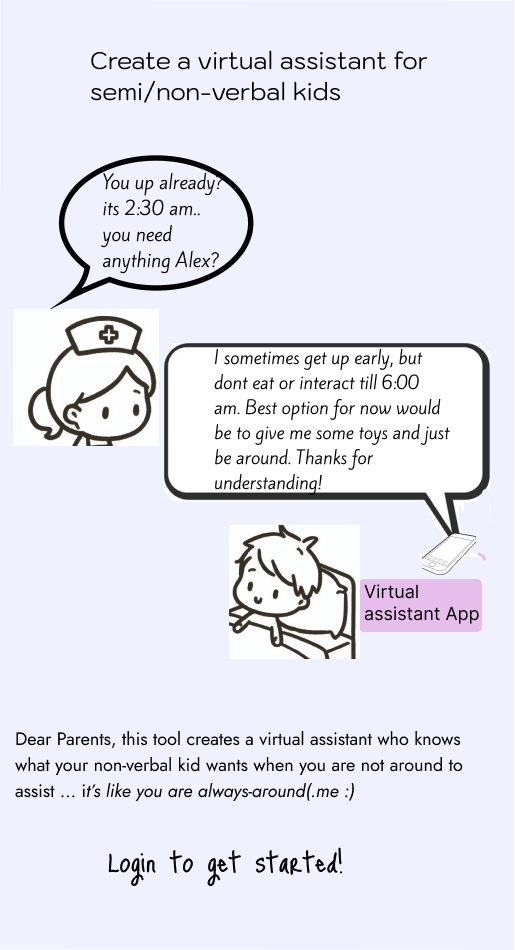 Create a virtual assistant for
semi/non-verbal kids
You up already?
its 2:30 am..
you need
anything Alex?
I sometimes get up early, but
dont eat or interact till 6:00
am. Best option for now would
be to give me some toys and just
be around. Thanks for
understanding!
Virtual
assistant App
Dear Parents, this tool creates a virtual assistant who knows
what your non-verbal kid wants when you are not around to
assist ... it's like you are always-around(.me :)
Login to get started!